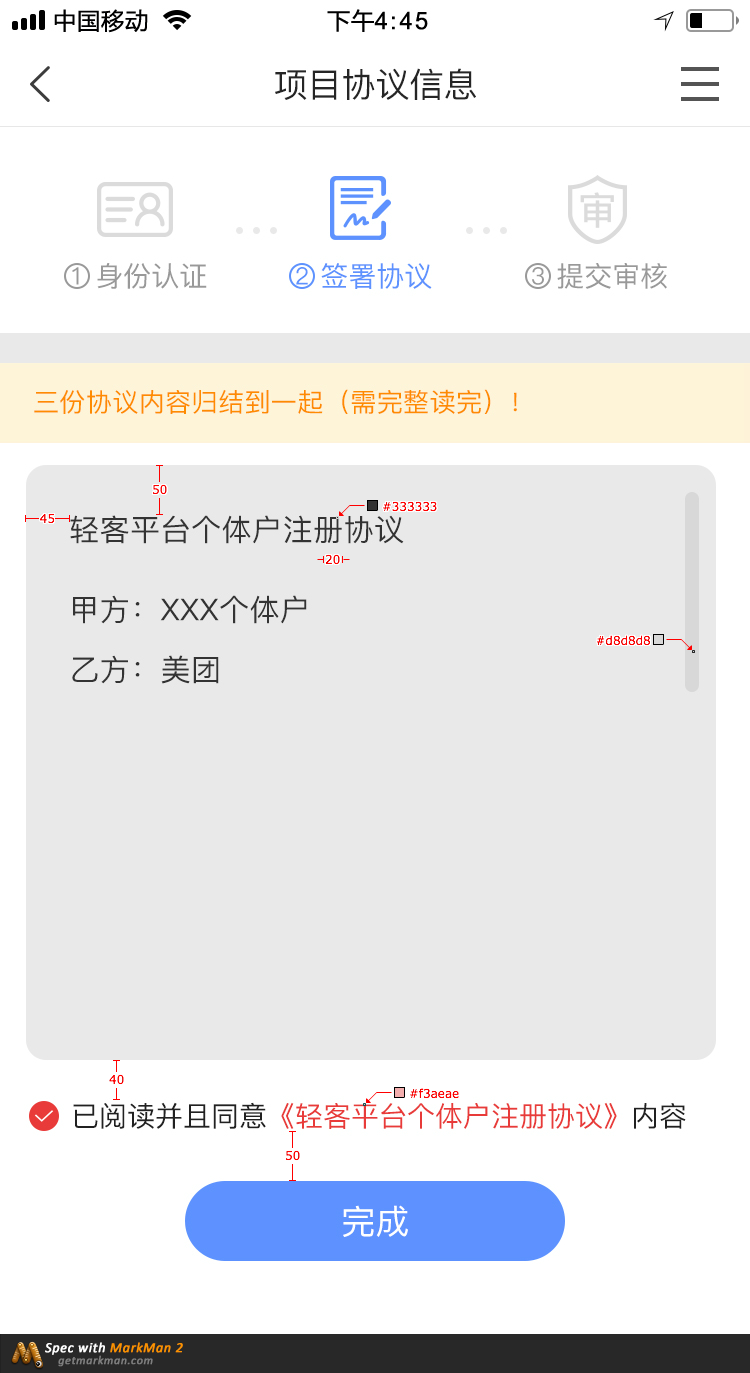 中国移动 下午4:45
项目协议信息
审
① 身份认证 ② 签署协议 ③ 提交审核
三份协议内容归结到一起（需完整读完）！
50
#333333
45
轻客平台个体户注册协议
20
甲方：XXX个体户
#d8d8d8
乙方：美团
40
#f3aeae
已阅读并且同意《轻客平台个体户注册协议》内容
50
完成
Spec with MarkMan 2
getmarkman.com